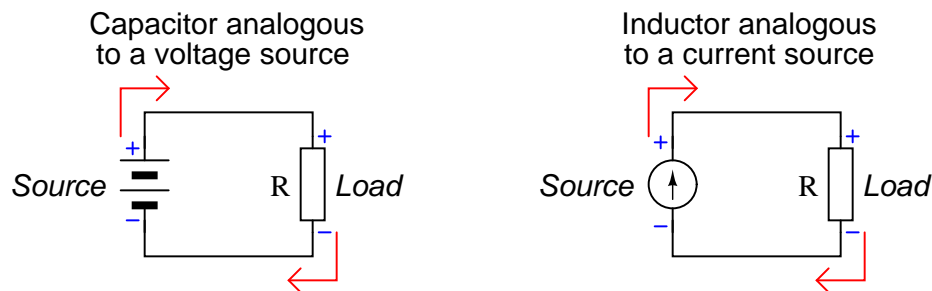 Capacitor analogous
to a voltage source
+
+
Source
R
Load
−
−
Inductor analogous
to a current source
+
+
Source
R
Load
−
−